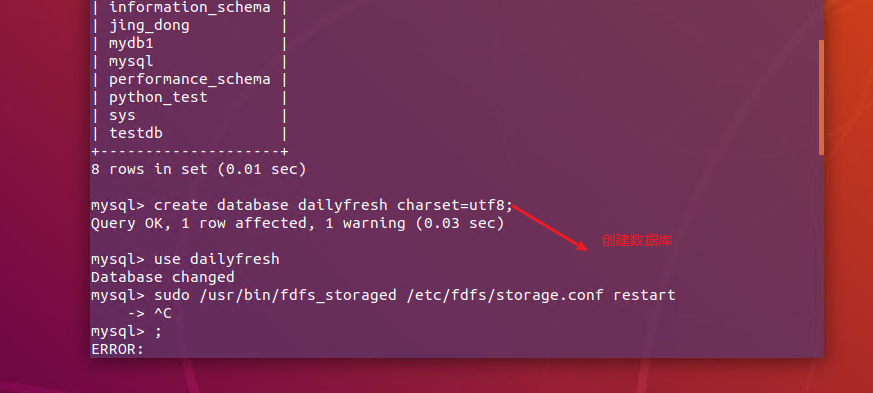 | information_schema |
| jing_dong          |
| mydb1              |
| mysql              |
| performance_schema |
| python_test        |
| sys                |
| testdb             |
+--------------------+
8 rows in set (0.01 sec)
mysql> create database dailyfresh charset=utf8;
Query OK, 1 row affected, 1 warning (0.03 sec)
创建数据库
mysql> use dailyfresh
Database changed
mysql> sudo /usr/bin/fdfs_storaged /etc/fdfs/storage.conf restart
    -> ^C
mysql> ;
ERROR: